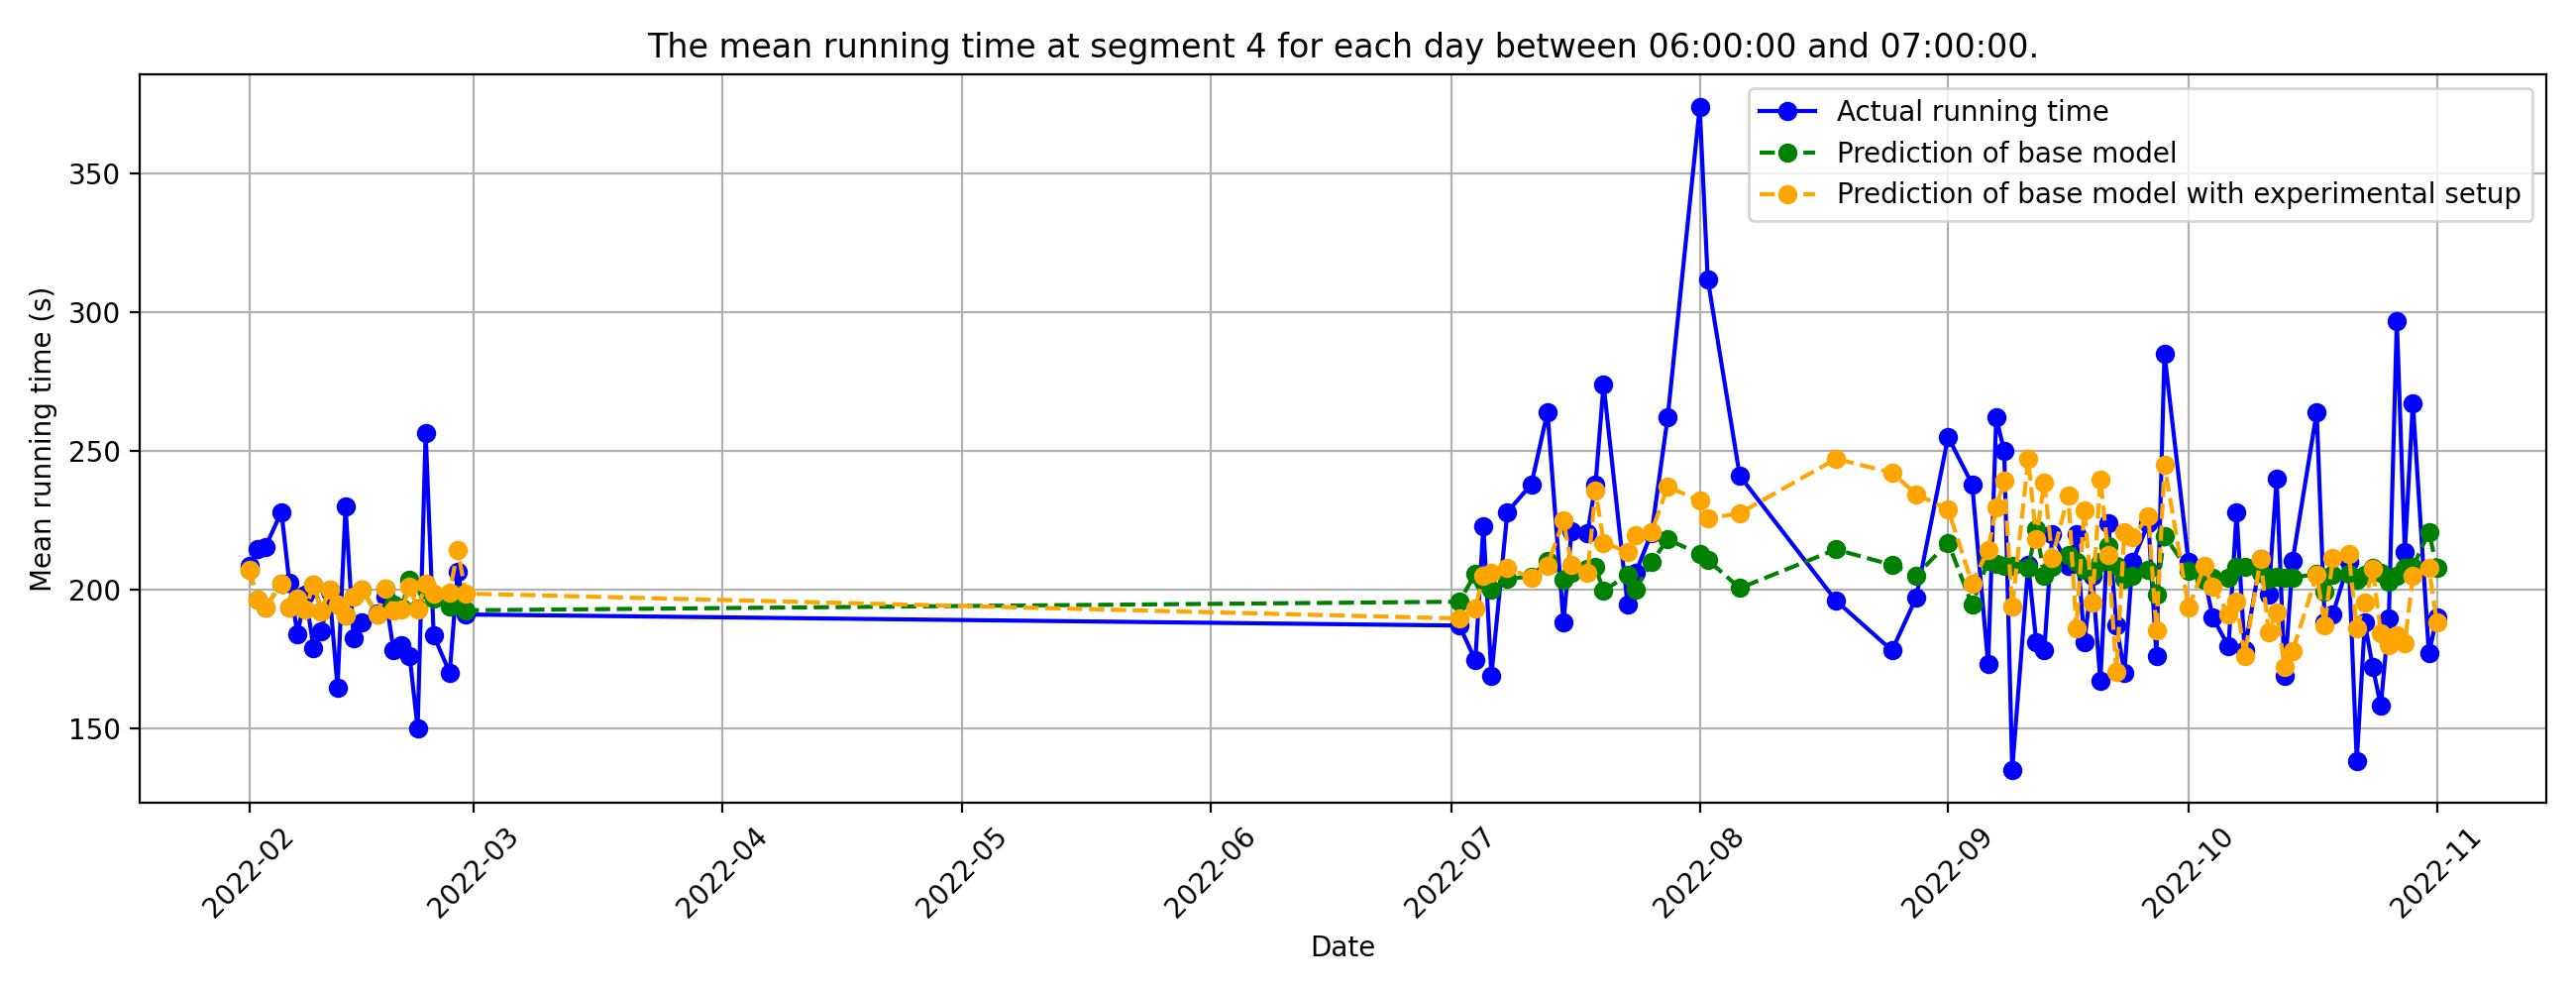 The mean running time at segment 4 for each day between 06:00:00 and 07:00:00.
Actual running time
Prediction of base model
Prediction of base model with experimental setup
Mean running time (s)
350
300
250
200
150
2022-02
2022-03
2022-04
2022-05
2022-06
2022-07
2022-08
2022-09
2022-10
2022-11
Date